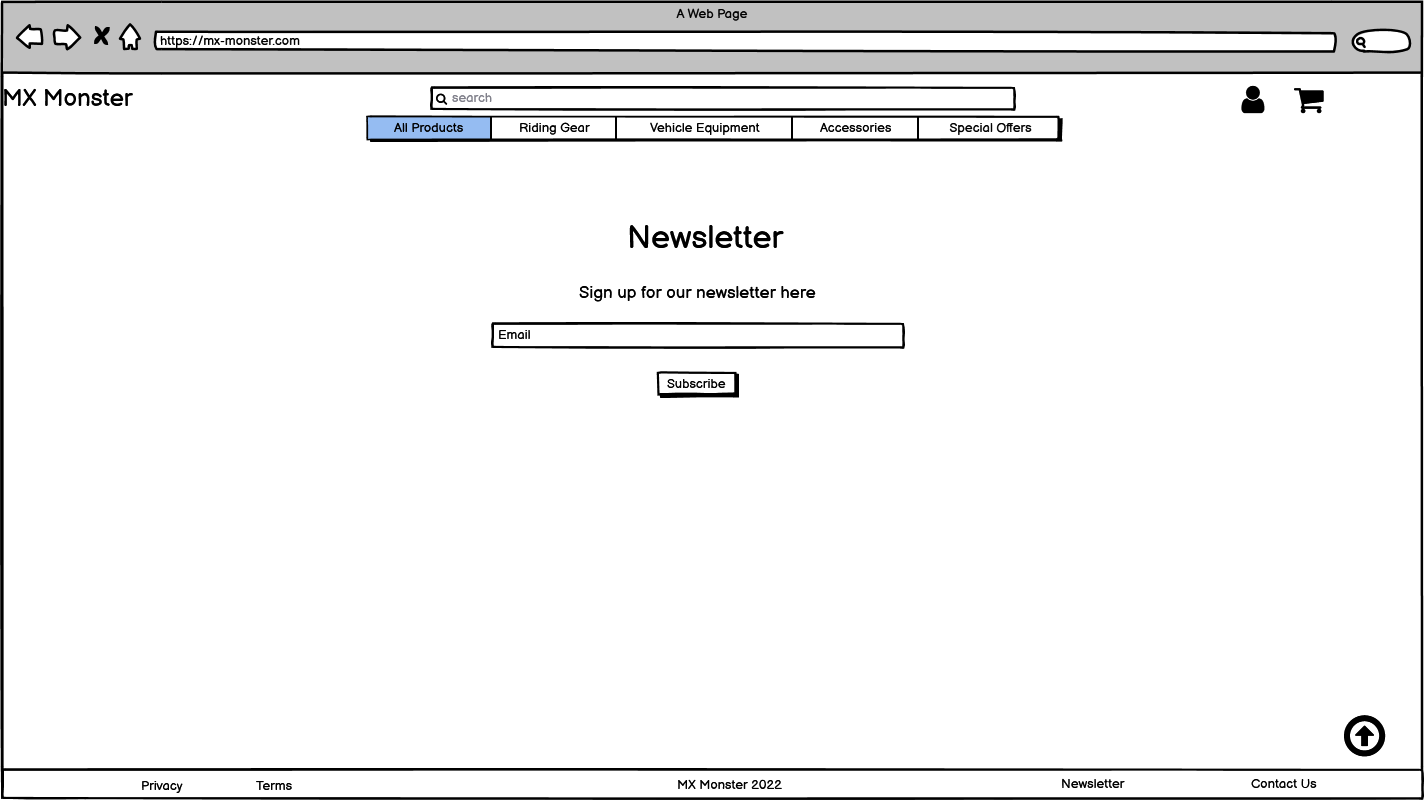 A Web Page
https://mx-monster.com
MX Monster
search
All Products
Riding Gear
Vehicle Equipment
Accessories
Special Offers
Newsletter
Sign up for our newsletter here
Email
Subscribe
Privacy
Terms
MX Monster 2022
Newsletter
Contact Us